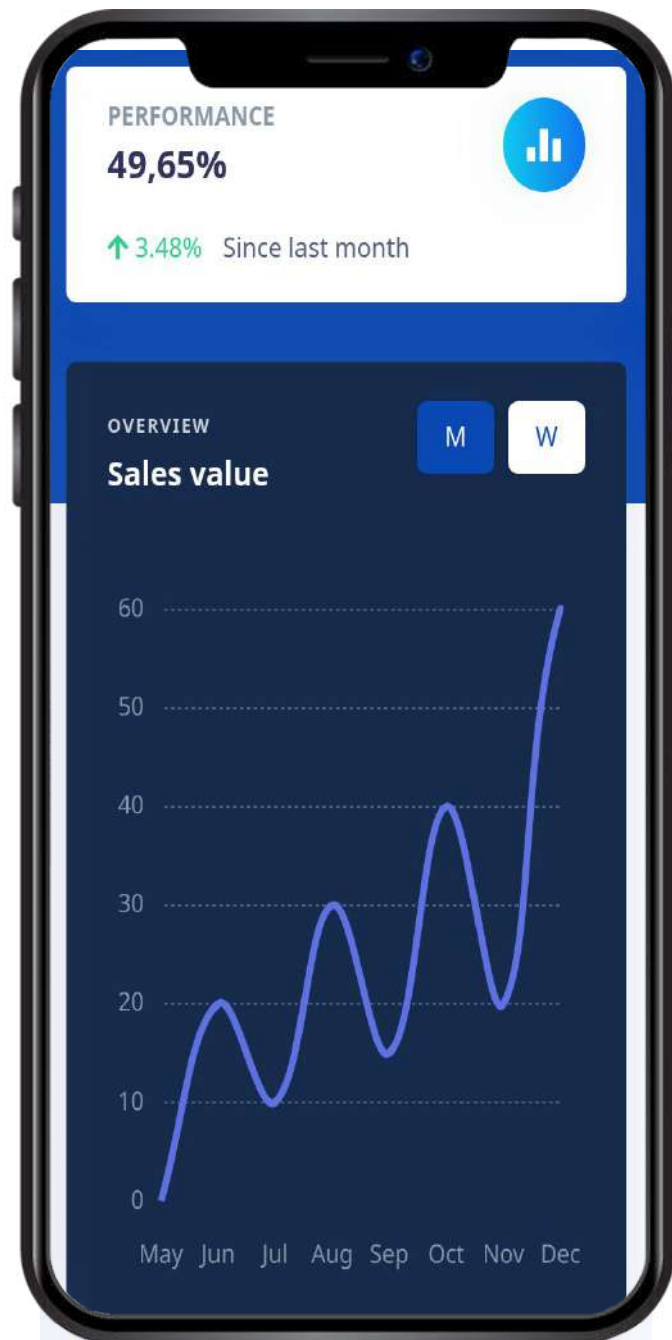 PERFORMANCE
49,65%
3.48% Since last month
OVERVIEW
Sales value
M W
60
50
40
30
20
10
0
May Jun Jul Aug Sep Oct Nov Dec